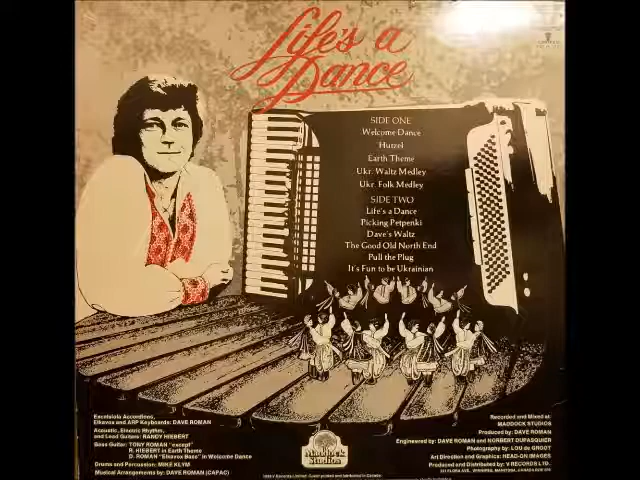 Life's a
Dance
SIDE ONE
Welcome Dance
Hutzel
Earth Theme
Ukr. Waltz Medley
Ukr. Folk Medley
SIDE TWO
Life's a Dance
Picking Petpenki
Dave's Waltz
The Good Old North End
Pull the Plug
It's Fun to be Ukrainian
Excelsiola Accordions,
Elkavox and ARP Keyboards: DAVE ROMAN
Acoustic, Electric Rhythm,
and Lead Guitars: RANDY HIEBERT
Bass Guitar: TONY ROMAN "except"
R. HIEBERT in Earth Theme
D. ROMAN "Elkavox Bass" in Welcome Dance
Drums and Percussion: MIKE KLYM
Musical Arrangements by: DAVE ROMAN (CAPAC)
Maddock
Studios
Recorded and Mixed at:
MADDOCK STUDIOS
Produced by: DAVE ROMAN
Engineered by: DAVE ROMAN and NORBERT DUPASQUIER
Photography by: LOU de GROOT
Art Direction and Graphics: HEAD-ON IMAGES
Produced and Distributed by: V RECORDS LTD.